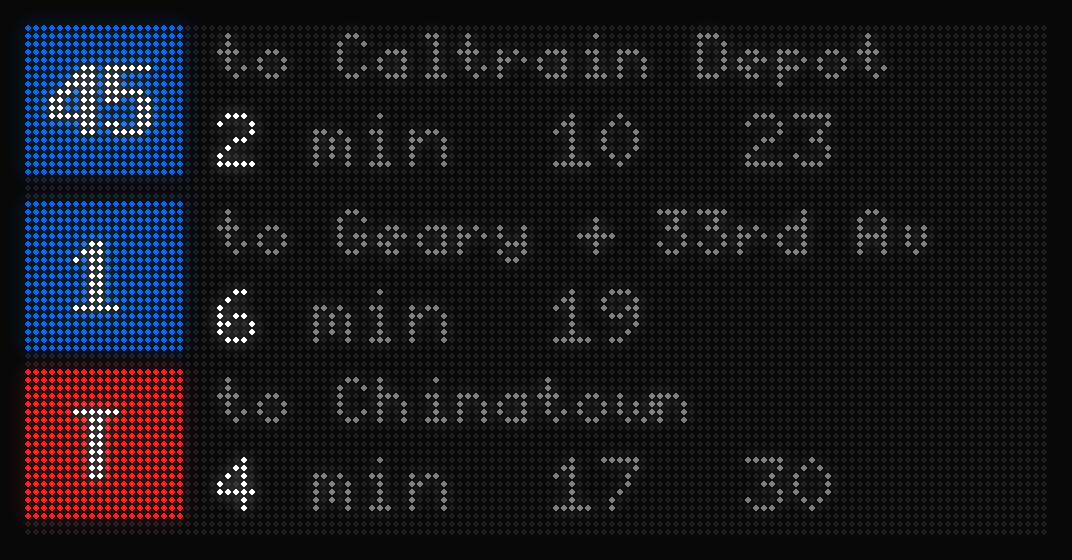 45 to Caltrain Depot
2 min 10 23
1 to Geary + 33rd Av
6 min 19
T to Chinatown
4 min 17 30